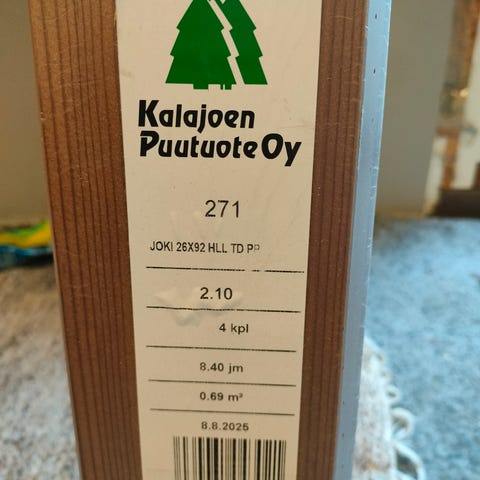 Kalajoen
Puutuote Oy
271
JOKI 26X92 HLL TD PP
2.10
4 kpl
8.40 jm
0.69 m²
8.8.2025